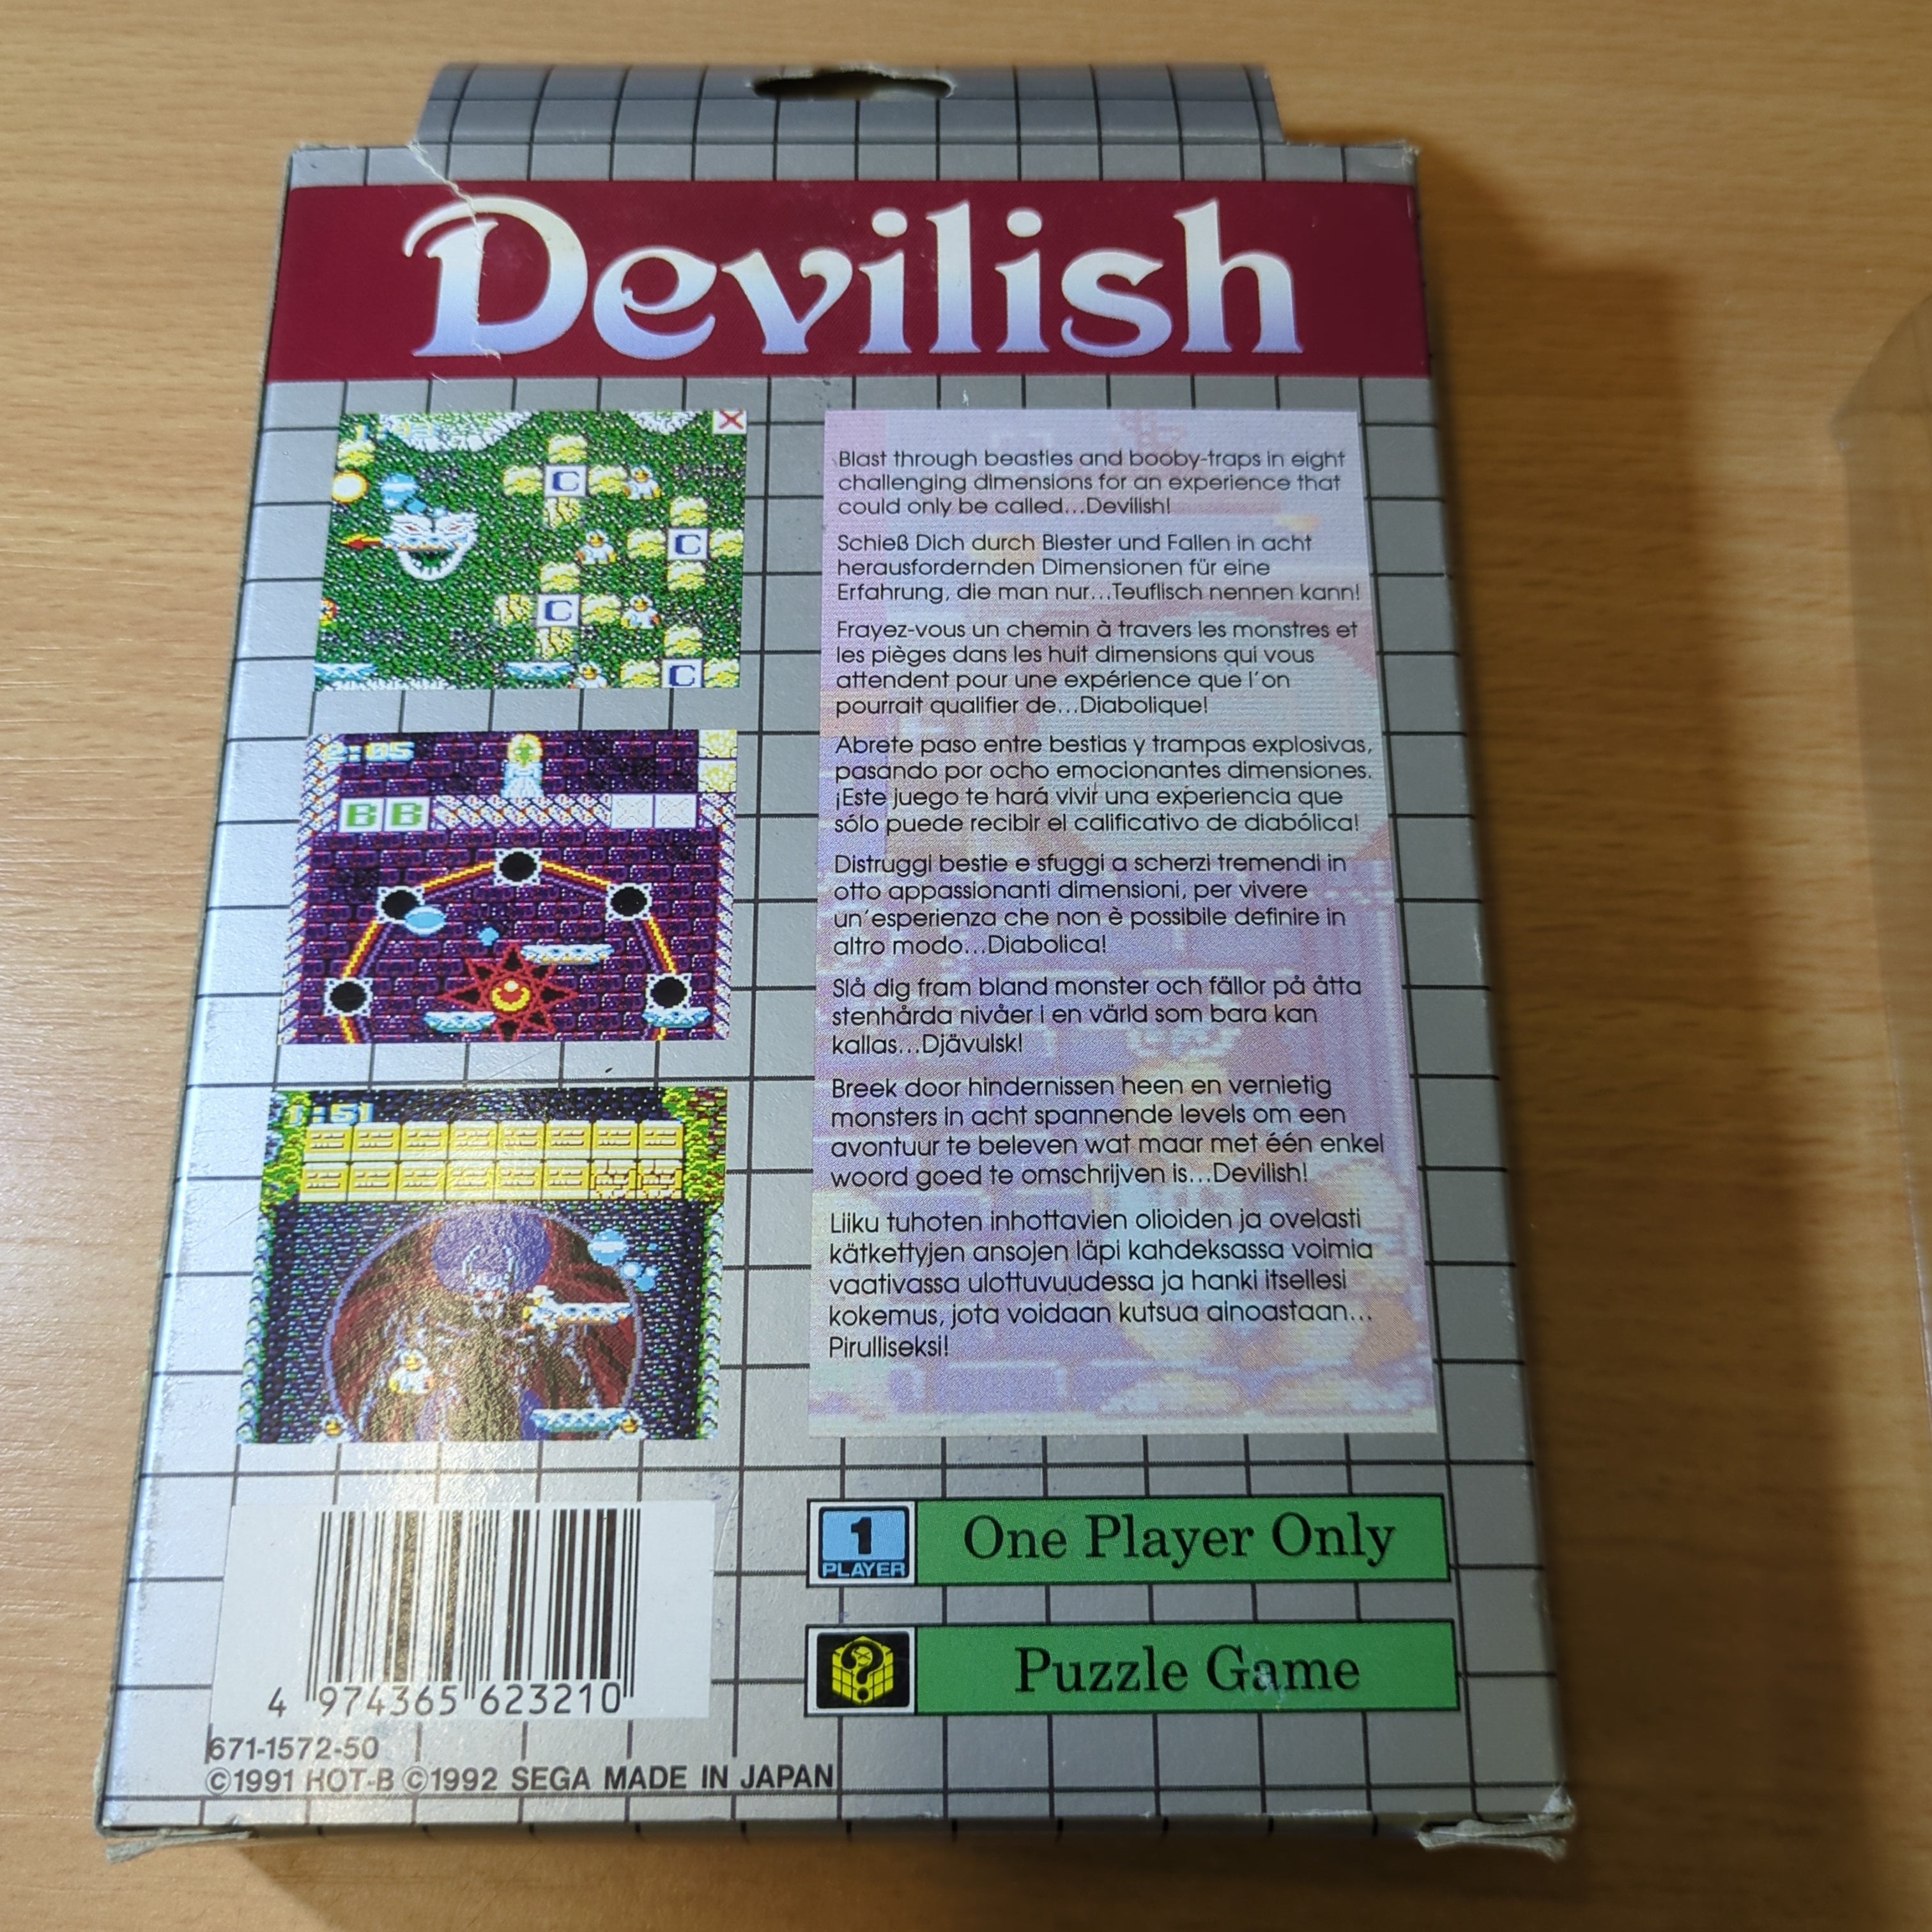 Devilish
Blast through beasties and booby-traps in eight
challenging dimensions for an experience that
could only be called...Devilish!
Schieß Dich durch Biester und Fallen in acht
herausfordernden Dimensionen für eine
Erfahrung, die man nur...Teuflisch nennen kann!
Frayez-vous un chemin à travers les monstres et
les pièges dans les huit dimensions qui vous
attendent pour une expérience que l'on
pourrait qualifier de...Diabolique!
Abrete paso entre bestias y trampas explosivas,
pasando por ocho emocionantes dimensiones.
¡Este juego te hará vivir una experiencia que
sólo puede recibir el calificativo de diabólica!
Distruggi bestie e sfuggi a scherzi tremendi in
otto appassionanti dimensioni, per vivere
un'esperienza che non è possibile definire in
altro modo...Diabolica!
Slå dig fram bland monster och fällor på åtta
stenhårda nivåer i en värld som bara kan
kallas...Djävulsk!
Breek door hindernissen heen en vernietig
monsters in acht spannende levels om een
avontuur te beleven wat maar met één enkel
woord goed te omschrijven is...Devilish!
Liiku tuhoten inhottavien olioiden ja ovelasti
kätkettyjen ansojen läpi kahdeksassa voimia
vaativassa ulottuvuudessa ja hanki itsellesi
kokemus, jota voidaan kutsua ainoastaan...
Pirulliseksi!
C
C
C
C
2:05
B B
1:51
1
PLAYER
One Player Only
?
Puzzle Game
4 974365 623210
671-1572-50
©1991 HOT-B ©1992 SEGA MADE IN JAPAN